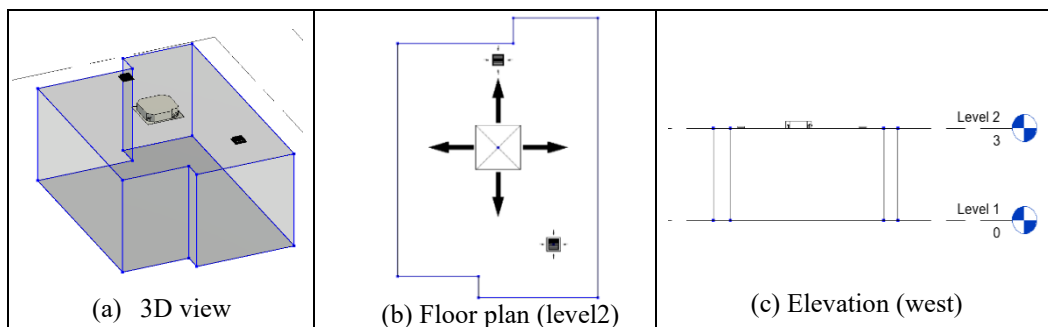 (a) 3D view
(b) Floor plan (level2)
Level 2
3
Level 1
0
(c) Elevation (west)